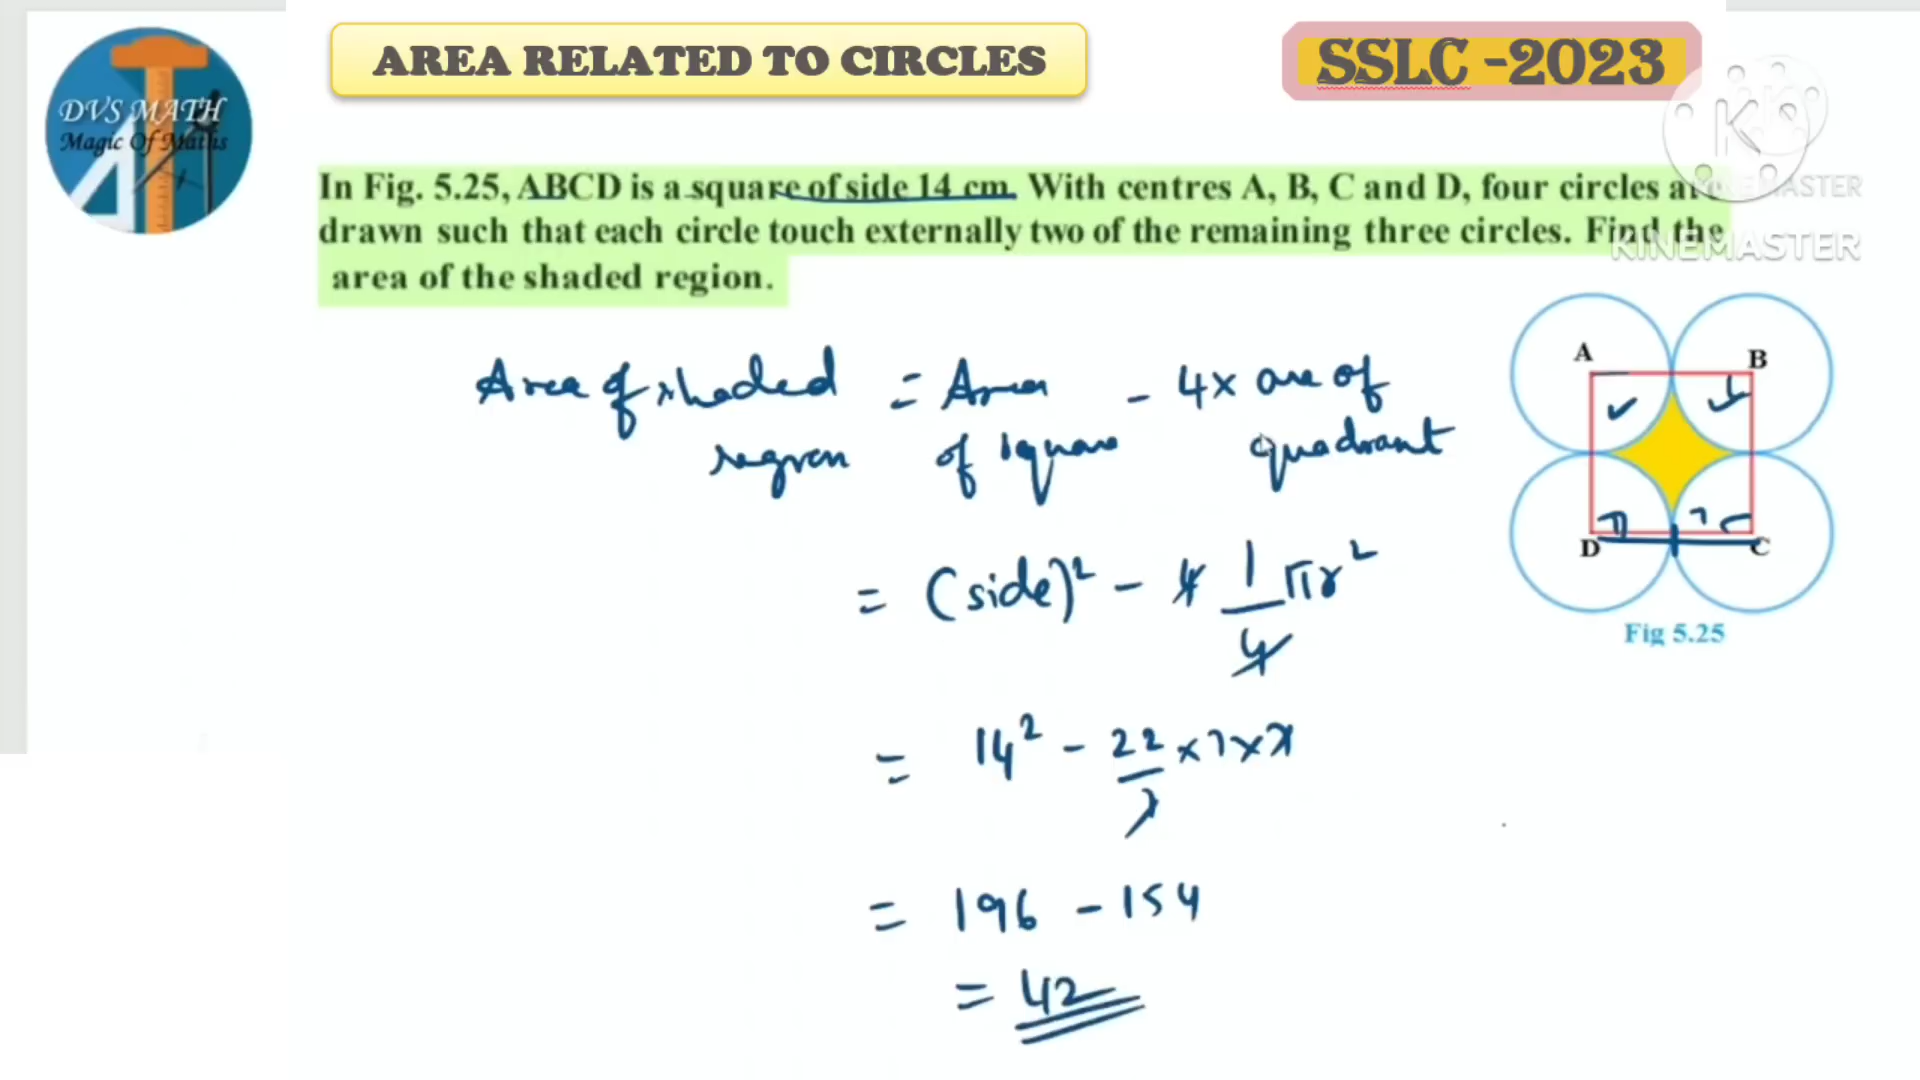 DVS MATH
Magic Of Maths
AREA RELATED TO CIRCLES
SSLC -2023
In Fig. 5.25, ABCD is a square of side 14 cm. With centres A, B, C and D, four circles are
drawn such that each circle touch externally two of the remaining three circles. Find the
area of the shaded region.
KINEMASTER
KINEMASTER
A
B
D
C
7
7
Fig 5.25
Area of shaded region = Area of square - 4x are of quadrant
= (side)² - 4 1/4 πr²
= 14² - 22/7 x7x7
= 196 - 154
= 42